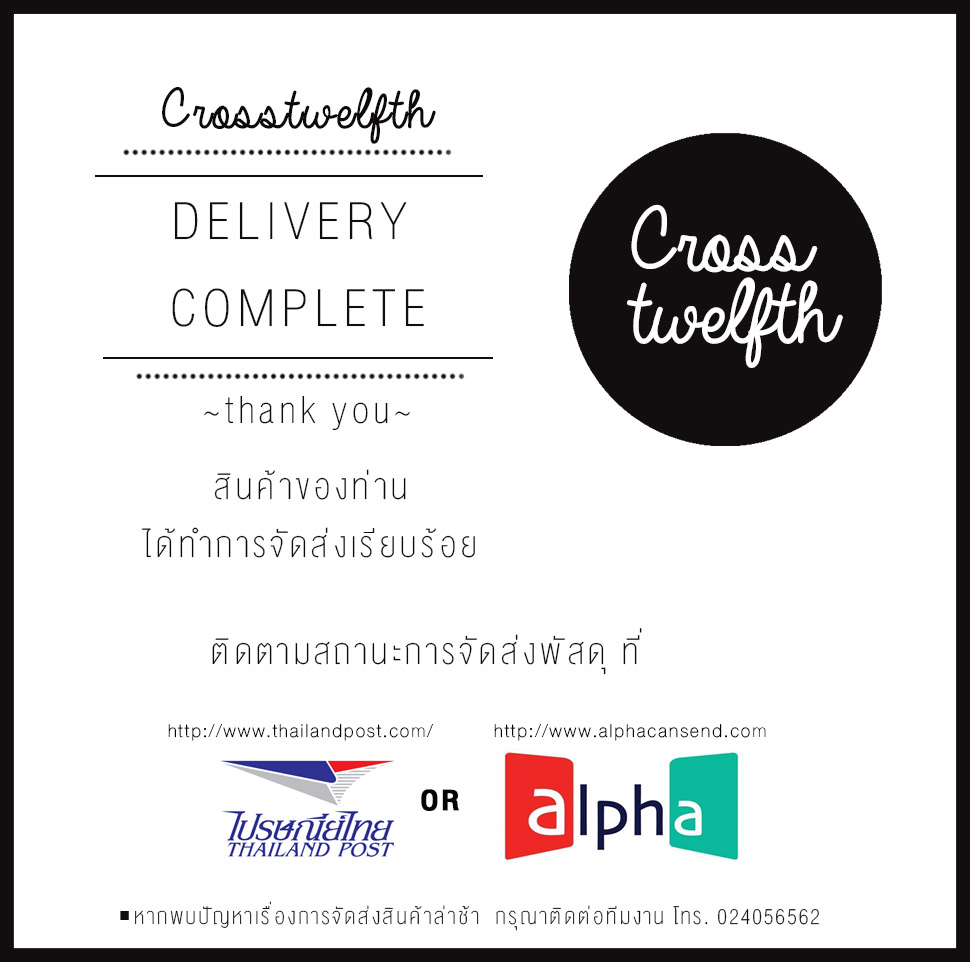 Crosstwelfth
DELIVERY
COMPLETE
~thank you~
Cross
twelfth
สินค้าของท่าน
ได้ทำการจัดส่งเรียบร้อย
ติดตามสถานะการจัดส่งพัสดุ ที่
http://www.thailandpost.com/
http://www.alphacansend.com
ไปรษณีย์ไทย
THAILAND POST
OR
alpha
▪หากพบปัญหาเรื่องการจัดส่งสินค้าล่าช้า กรุณาติดต่อทีมงาน โทร. 024056562